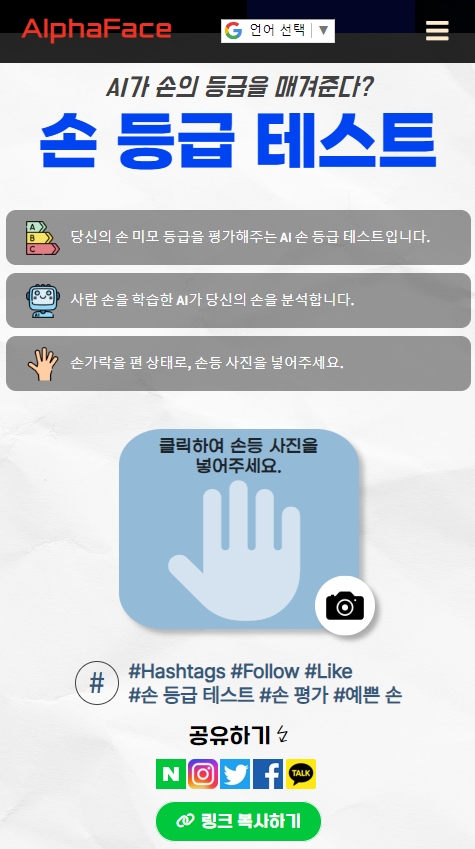 AlphaFace
언어 선택 | ▼
AI가 손의 등급을 매겨준다?
손 등급 테스트
A
B
C
당신의 손 미모 등급을 평가해주는 AI 손 등급 테스트입니다.
사람 손을 학습한 AI가 당신의 손을 분석합니다.
손가락을 편 상태로, 손등 사진을 넣어주세요.
클릭하여 손등 사진을
넣어주세요.
# #Hashtags #Follow #Like
#손 등급 테스트 #손 평가 #예쁜 손
공유하기
N
TALK
링크 복사하기